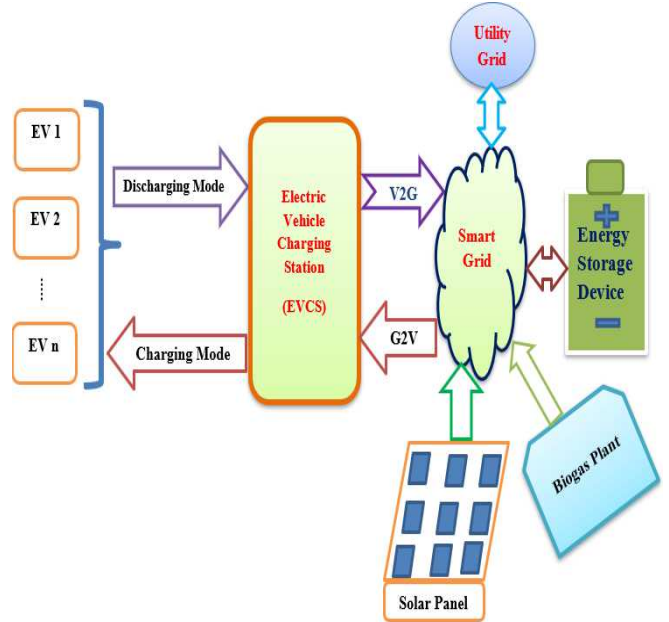 Utility
Grid
EV 1
EV 2
EV n
Discharging Mode
Charging Mode
Electric
Vehicle
Charging
Station
(EVCS)
V2G
G2V
Smart
Grid
Energy
Storage
Device
Biogas Plant
Solar Panel